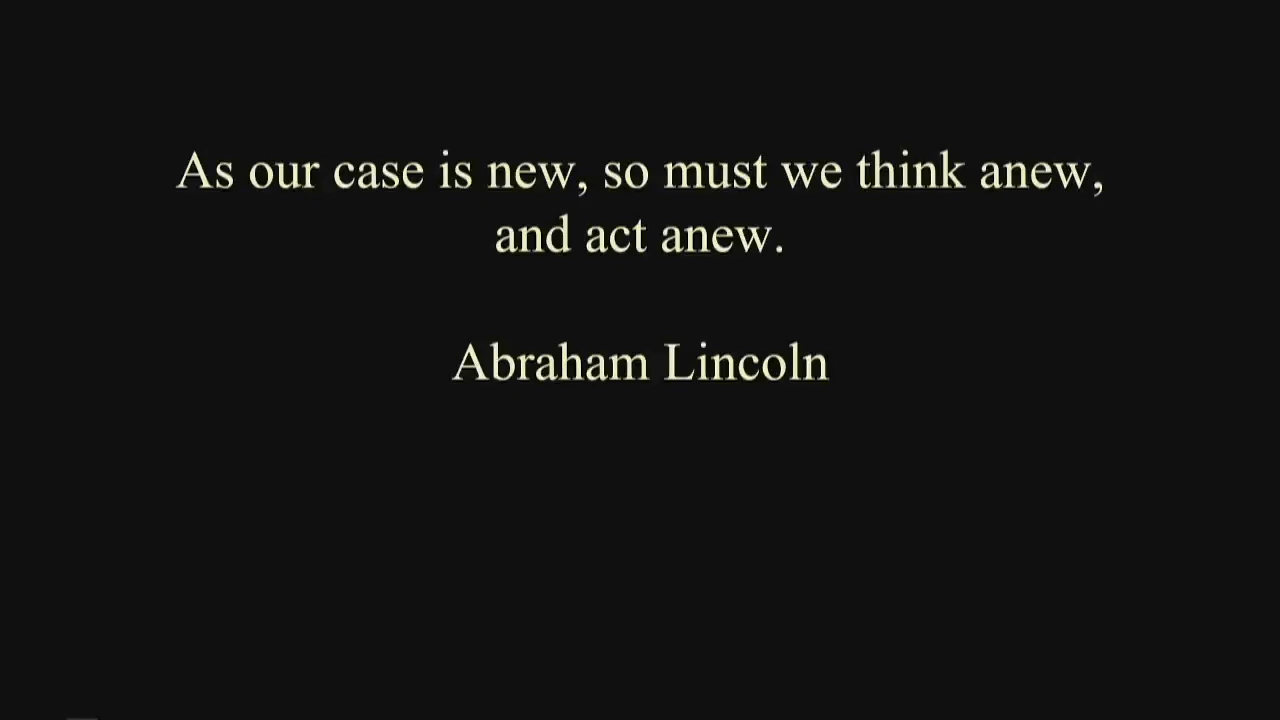 As our case is new, so must we think anew,
and act anew.
Abraham Lincoln